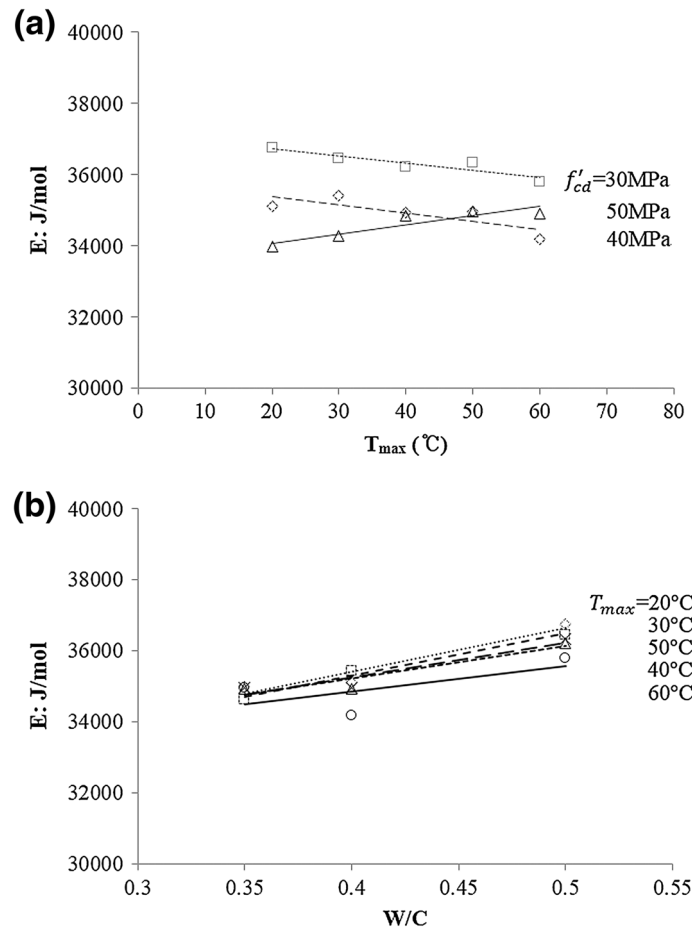 (a)
40000
38000
36000
34000
32000
30000
E: J/mol
f'cd=30MPa
50MPa
40MPa
0 10 20 30 40 50 60 70 80
Tmax (℃)
(b)
40000
38000
36000
34000
32000
30000
E: J/mol
Tmax=20°C
30°C
50°C
40°C
60°C
0.3 0.35 0.4 0.45 0.5 0.55
W/C